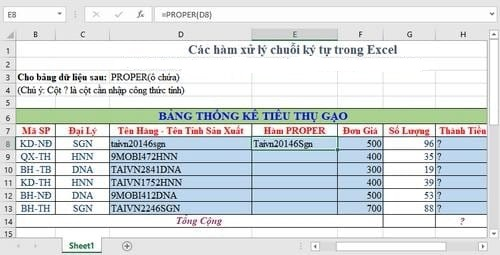 E8 =PROPER(D8)
B C D E F G H
1 Các hàm xử lý chuỗi ký tự trong Excel
2
3 Cho bảng dữ liệu sau: PROPER(ô chứa)
4 (Chú ý: Cột ? là cột cần nhập công thức tính)
5
6 BẢNG THỐNG KÊ TIÊU THỤ GẠO
7 Mã SP Đại Lý Tên Hàng - Tên Tỉnh Sản Xuất Hàm PROPER Đơn Giá Số Lượng Thành Tiền
8 KD-NĐ SGN taivn20146sgn Taivn20146Sgn 500 96 ?
9 QX-TH HNN 9MOBI472HNN 400 35 ?
10 BH -TB DNA TAIVN2841DNA 300 19 ?
11 KD-TH HNN TAIVN1752HNN 400 39 ?
12 BH-NĐ DNA 9MOBI412DNA 500 53 ?
13 BH-TH SGN TAIVN2246SGN 700 88 ?
14 Tổng Cộng ?
15
Sheet1